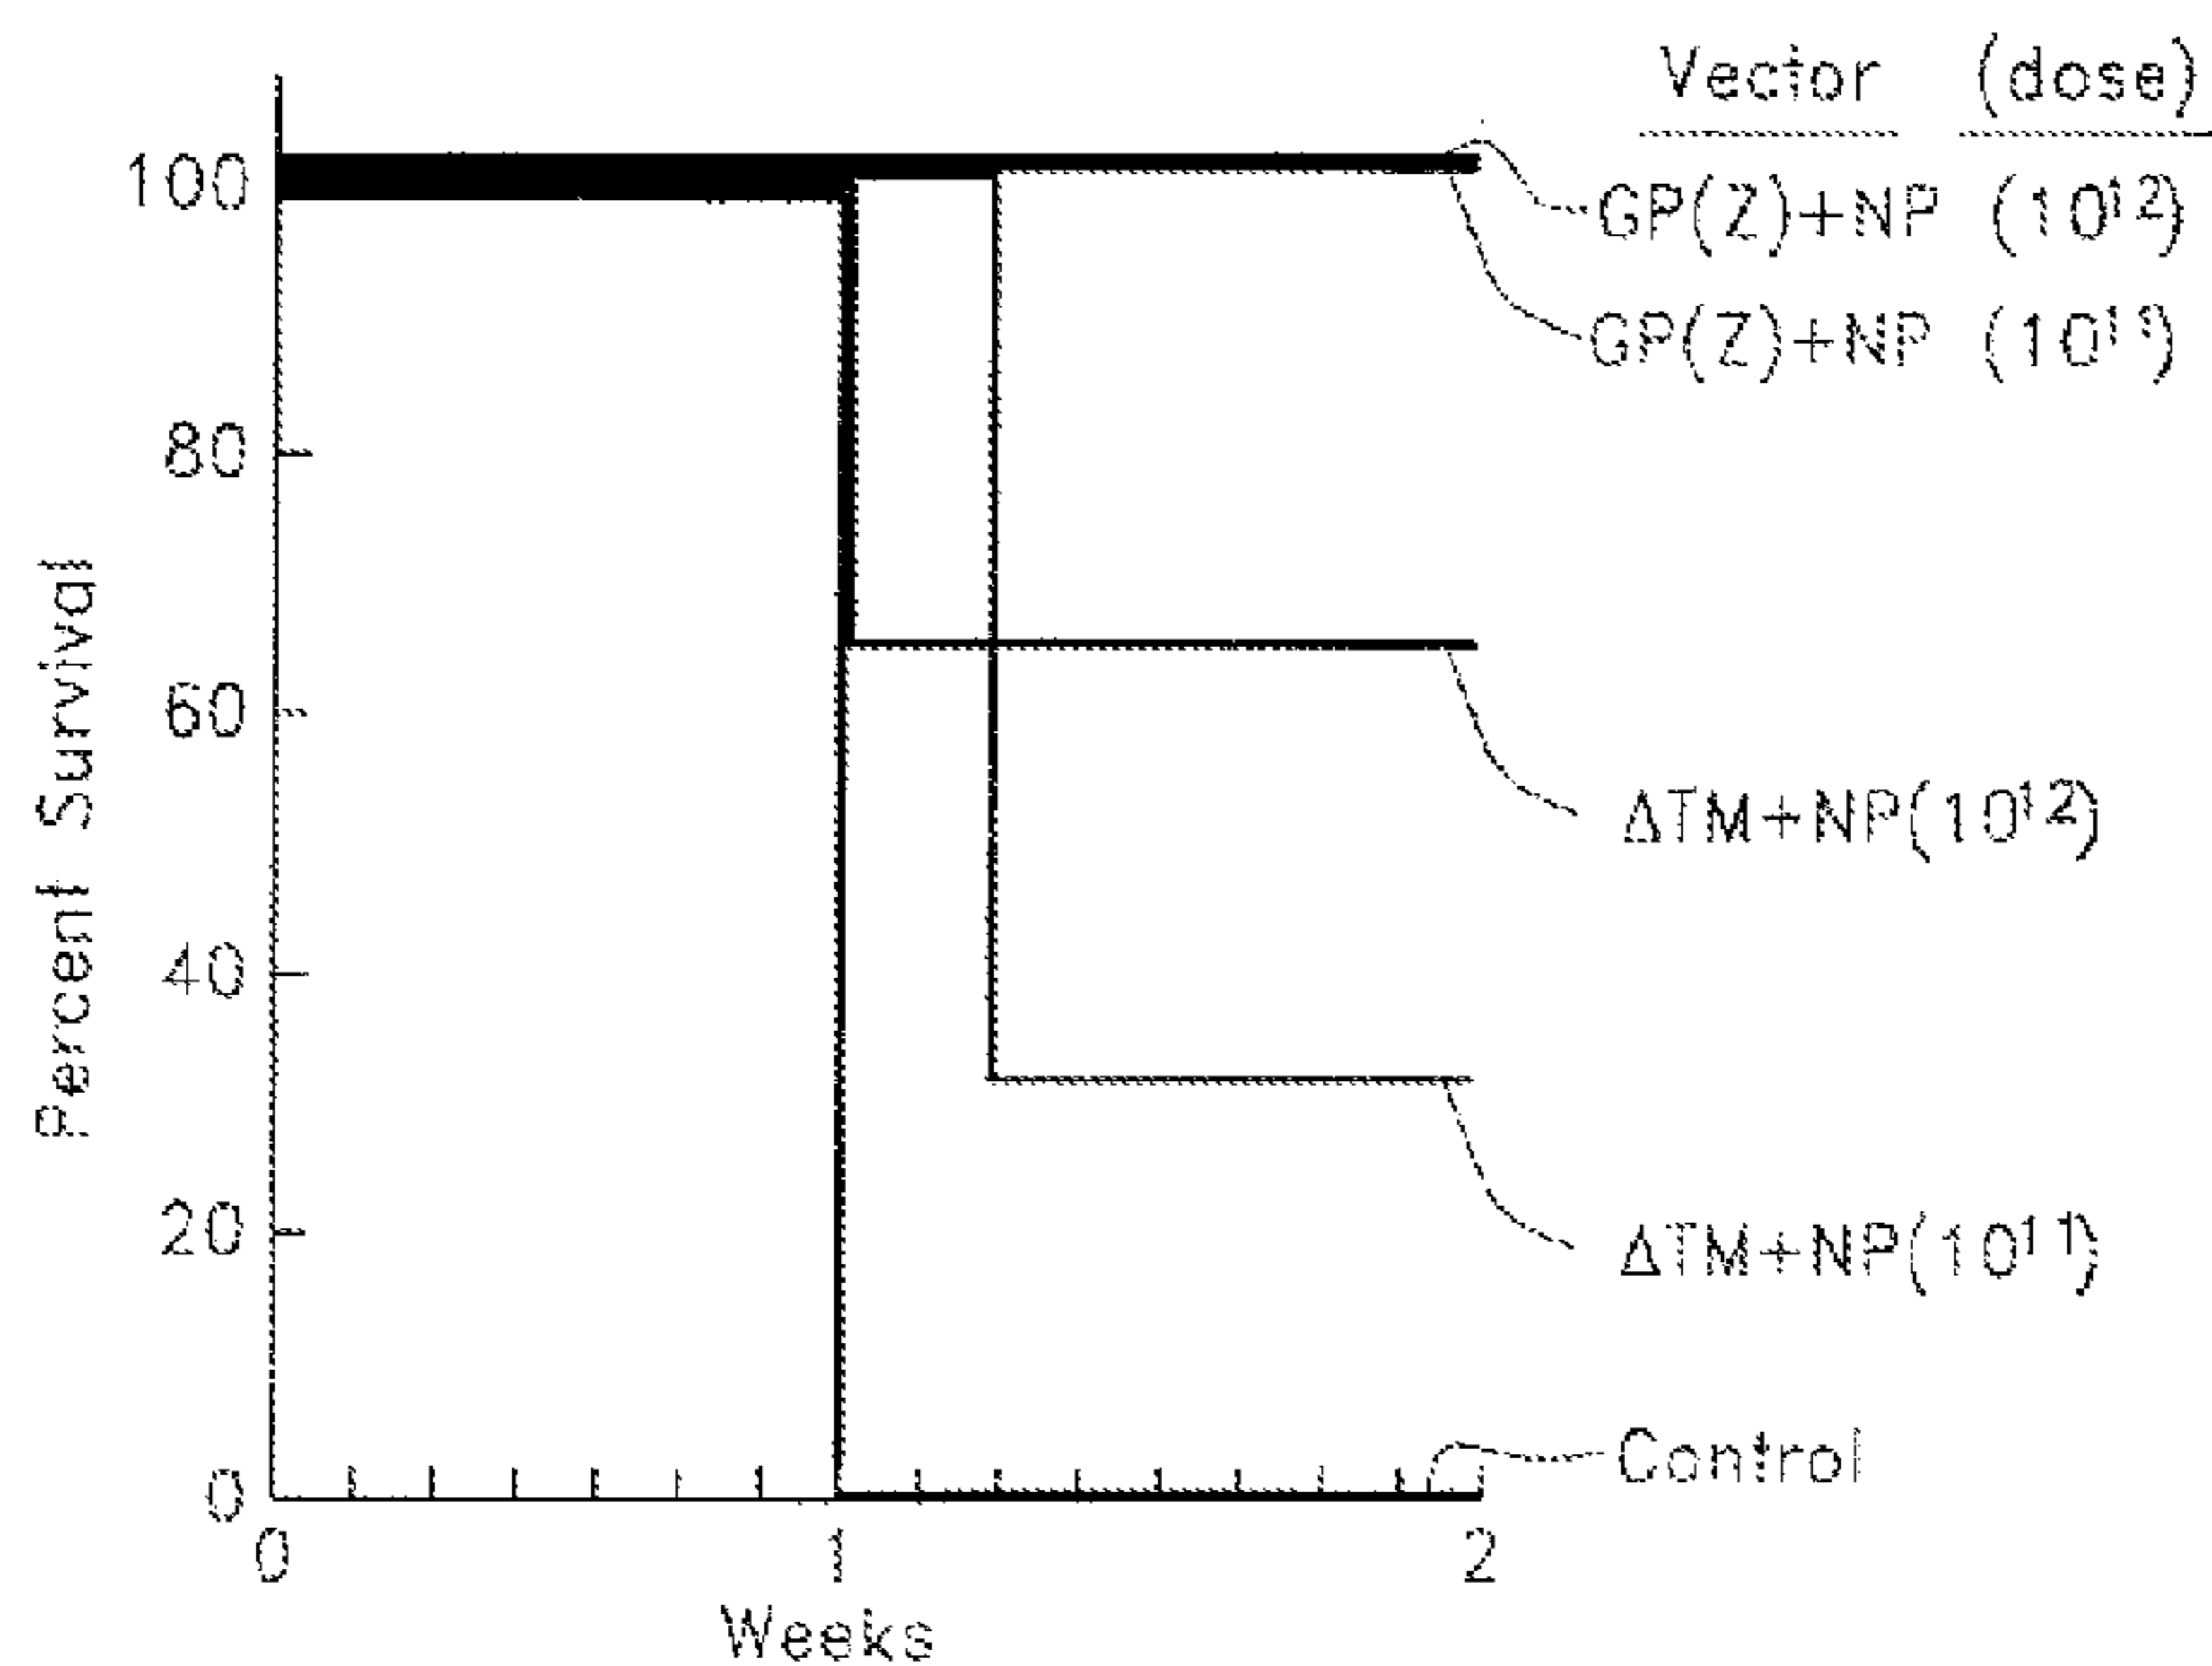 Vector (dose)
GP(Z)+NP (10¹²)
GP(Z)+NP (10¹¹)
ΔTM+NP(10¹²)
ΔTM+NP(10¹¹)
Control
Percent Survival
100
80
60
40
20
0
0 1 2
Weeks